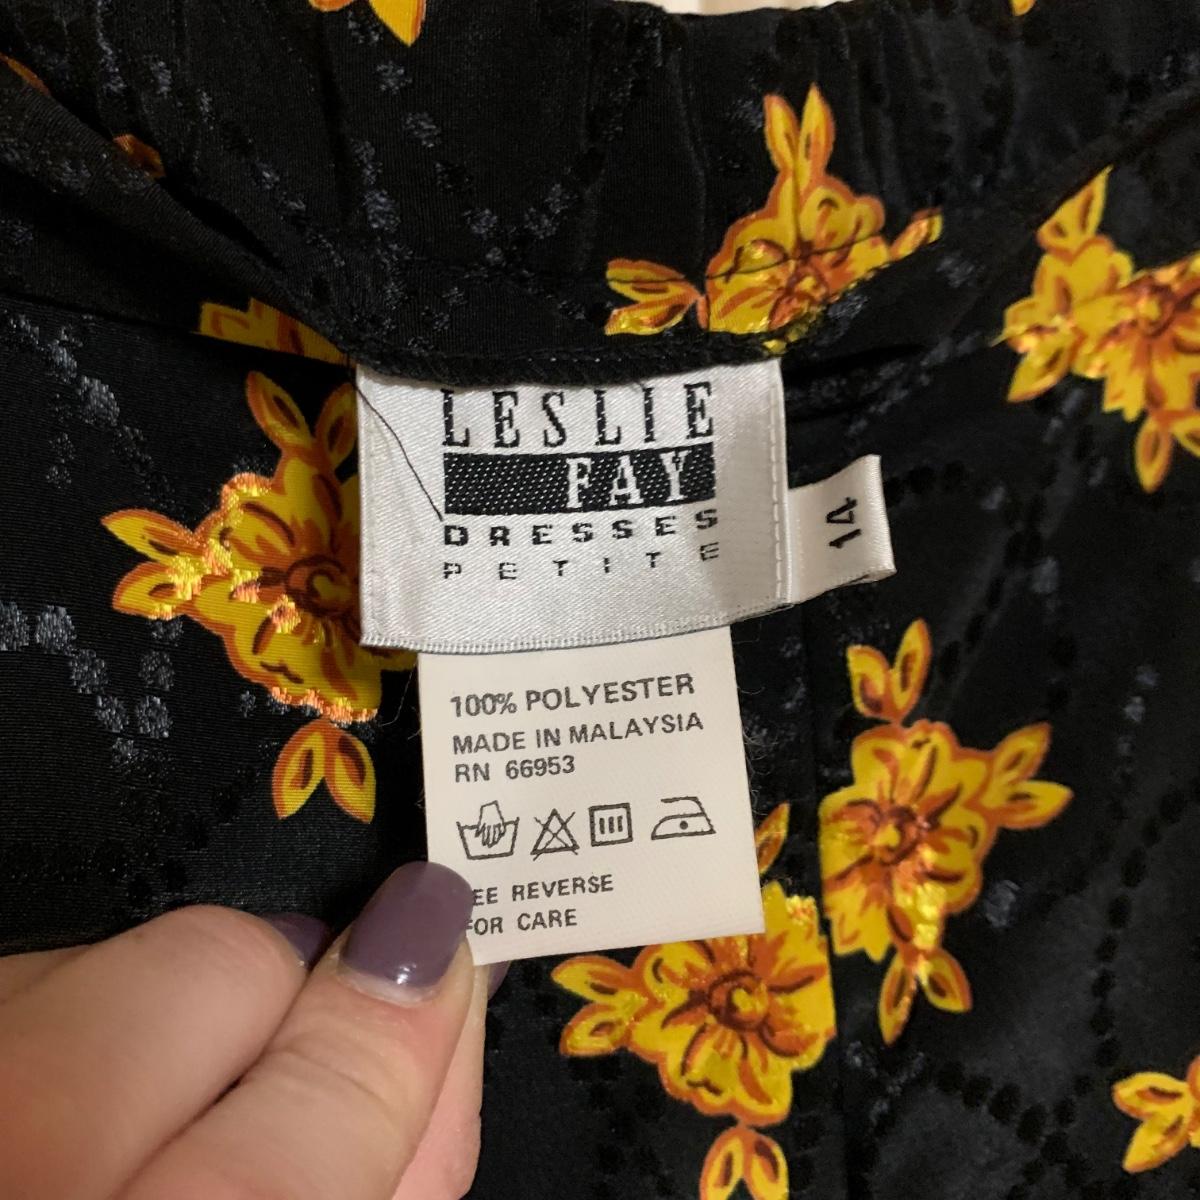 LESLIE
FAY
DRESSES
PETITE
14
100% POLYESTER
MADE IN MALAYSIA
RN 66953
EE REVERSE
FOR CARE